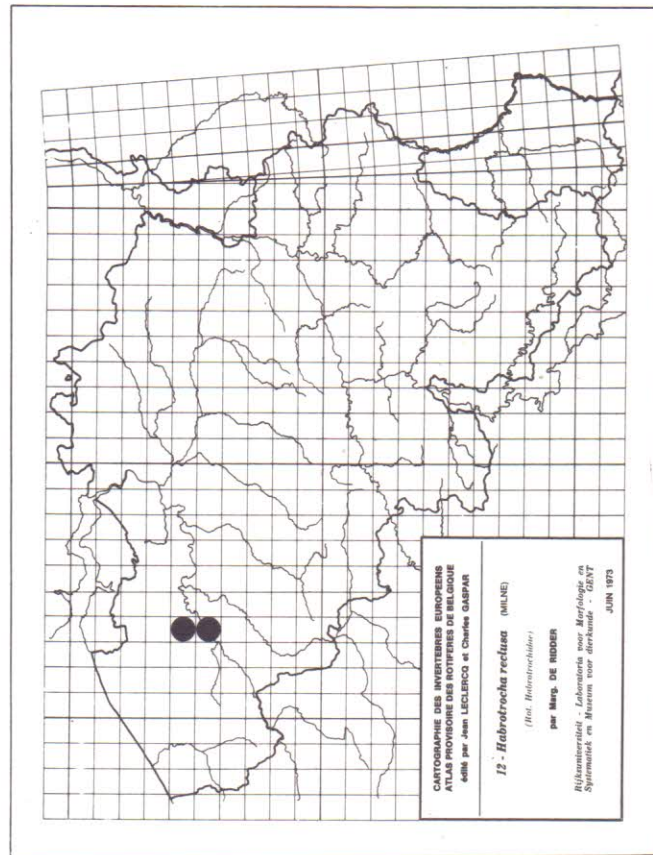 CARTOGRAPHIE DES INVERTEBRES EUROPEENS
ATLAS PROVISOIRE DES ROTIFERES DE BELGIQUE
édité par Jean LECLERCQ et Charles GASPAR
12 - Habrotrocha reclusa (MILNE)
(Rot. Habrotrochidae)
par Marg. DE RIDDER
Rijksuniversiteit - Laboratoria voor Morfologie en
Systematiek en Museum voor dierkunde - GENT
JUIN 1973